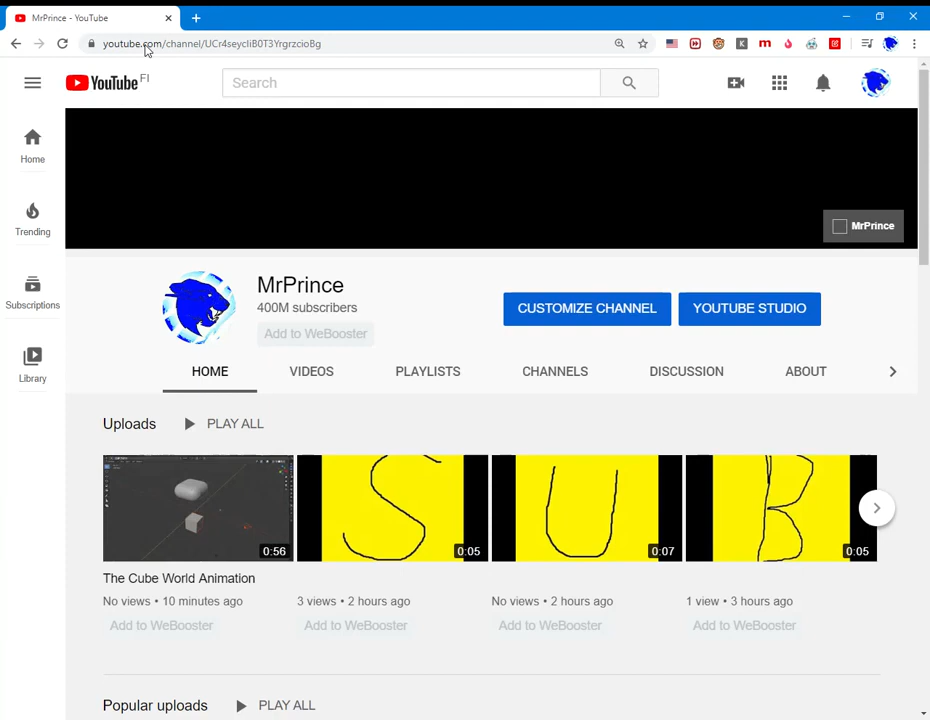 MrPrince - YouTube
youtube.com/channel/UCr4seycIiB0T3YrgrzcioBg
YouTube FI
Search
Home
Trending
Subscriptions
Library
MrPrince
MrPrince
400M subscribers
Add to WeBooster
CUSTOMIZE CHANNEL
YOUTUBE STUDIO
HOME VIDEOS PLAYLISTS CHANNELS DISCUSSION ABOUT
Uploads PLAY ALL
S U B
0:56 0:05 0:07 0:05
The Cube World Animation
No views • 10 minutes ago 3 views • 2 hours ago No views • 2 hours ago 1 view • 3 hours ago
Add to WeBooster Add to WeBooster Add to WeBooster Add to WeBooster
Popular uploads PLAY ALL